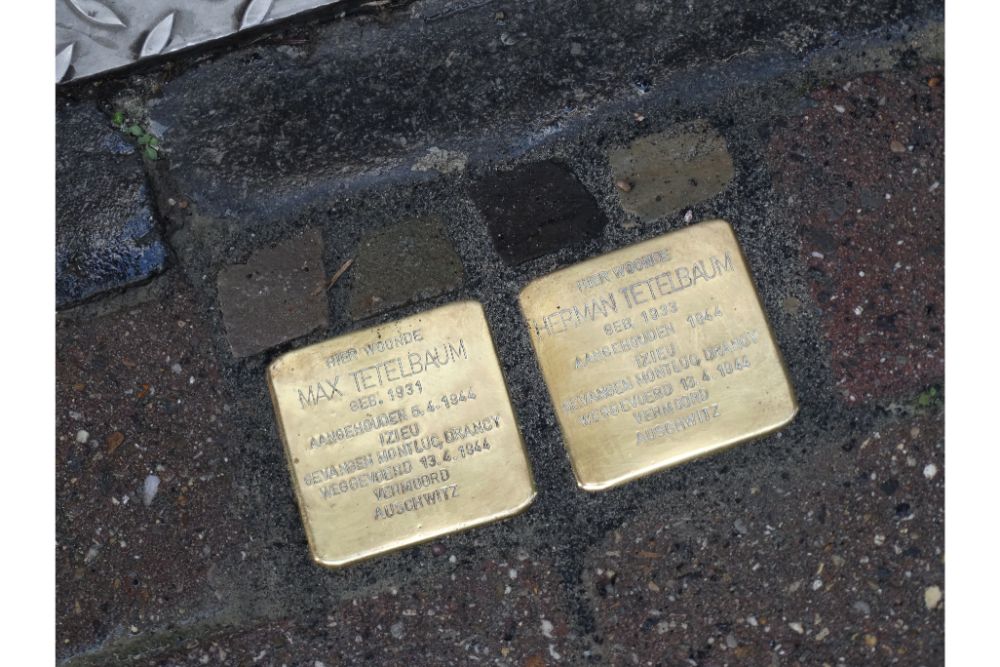 HIER WOONDE
MAX TETELBAUM
GEB. 1931
AANGEHOUDEN 6.4.1944
IZIEU
GEVANGEN MONTLUC, DRANCY
WEGGEVOERD 13.4.1944
VERMOORD
AUSCHWITZ
HIER WOONDE
HERMAN TETELBAUM
GEB. 1933
AANGEHOUDEN 1944
IZIEU
GEVANGEN MONTLUC, DRANCY
WEGGEVOERD 13.4.1944
VERMOORD
AUSCHWITZ